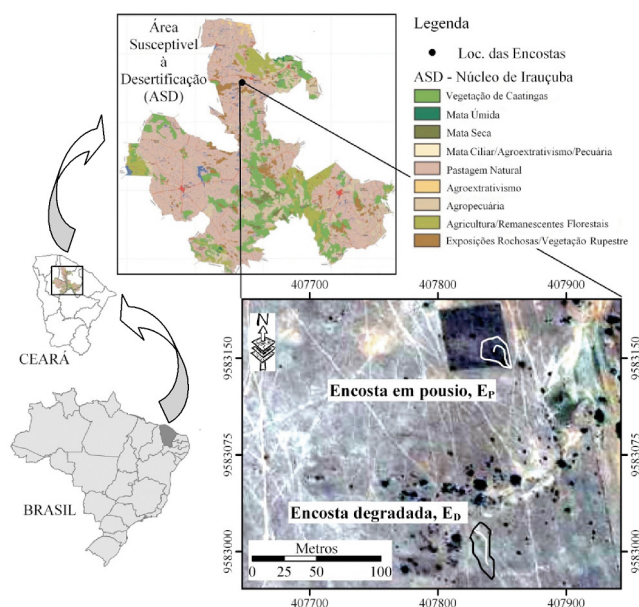 Área
Susceptivel
à
Desertificação
(ASD)
Legenda
Loc. das Encostas
ASD - Núcleo de Irauçuba
Vegetação de Caatingas
Mata Úmida
Mata Seca
Mata Ciliar/Agroextrativismo/Pecuária
Pastagem Natural
Agroextrativismo
Agropecuária
Agricultura/Remanescentes Florestais
Exposições Rochosas/Vegetação Rupestre
CEARÁ
BRASIL
407700 407800 407900
N
9583150 9583150
Encosta em pousio, EP
9583075 9583075
Encosta degradada, ED
9583000 9583000
Metros
0 25 50 100
407700 407800 407900